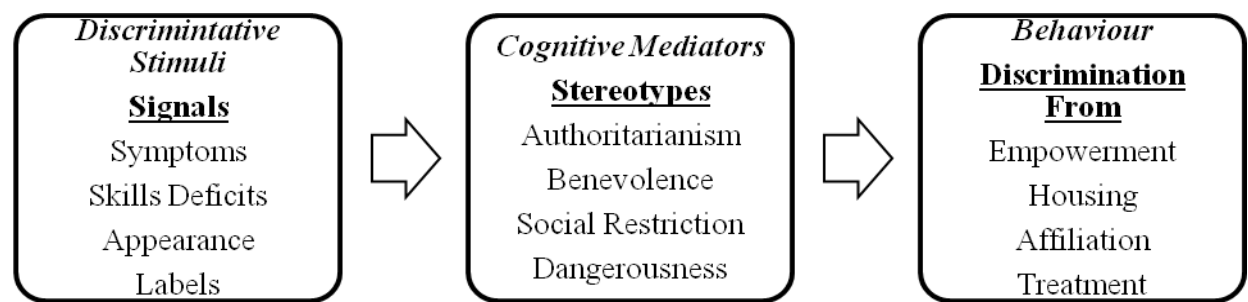 Discrimintative
Stimuli
Signals
Symptoms
Skills Deficits
Appearance
Labels
Cognitive Mediators
Stereotypes
Authoritarianism
Benevolence
Social Restriction
Dangerousness
Behaviour
Discrimination
From
Empowerment
Housing
Affiliation
Treatment